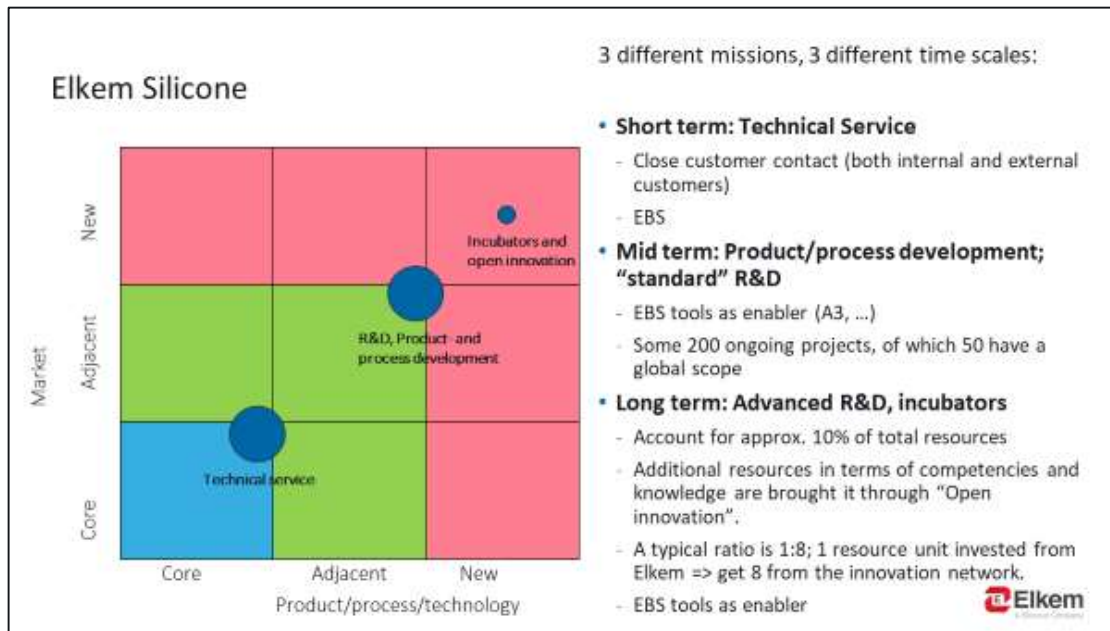 Elkem Silicone
New
Adjacent
Core
Market
Incubators and
open innovation
R&D, Product- and
process development
Technical service
Core
Adjacent
New
Product/process/technology
3 different missions, 3 different time scales:
• Short term: Technical Service
- Close customer contact (both internal and external
customers)
- EBS
• Mid term: Product/process development;
“standard” R&D
- EBS tools as enabler (A3, ...)
- Some 200 ongoing projects, of which 50 have a
global scope
• Long term: Advanced R&D, incubators
- Account for approx. 10% of total resources
- Additional resources in terms of competencies and
knowledge are brought it through “Open
innovation”.
- A typical ratio is 1:8; 1 resource unit invested from
Elkem => get 8 from the innovation network.
- EBS tools as enabler
Elkem